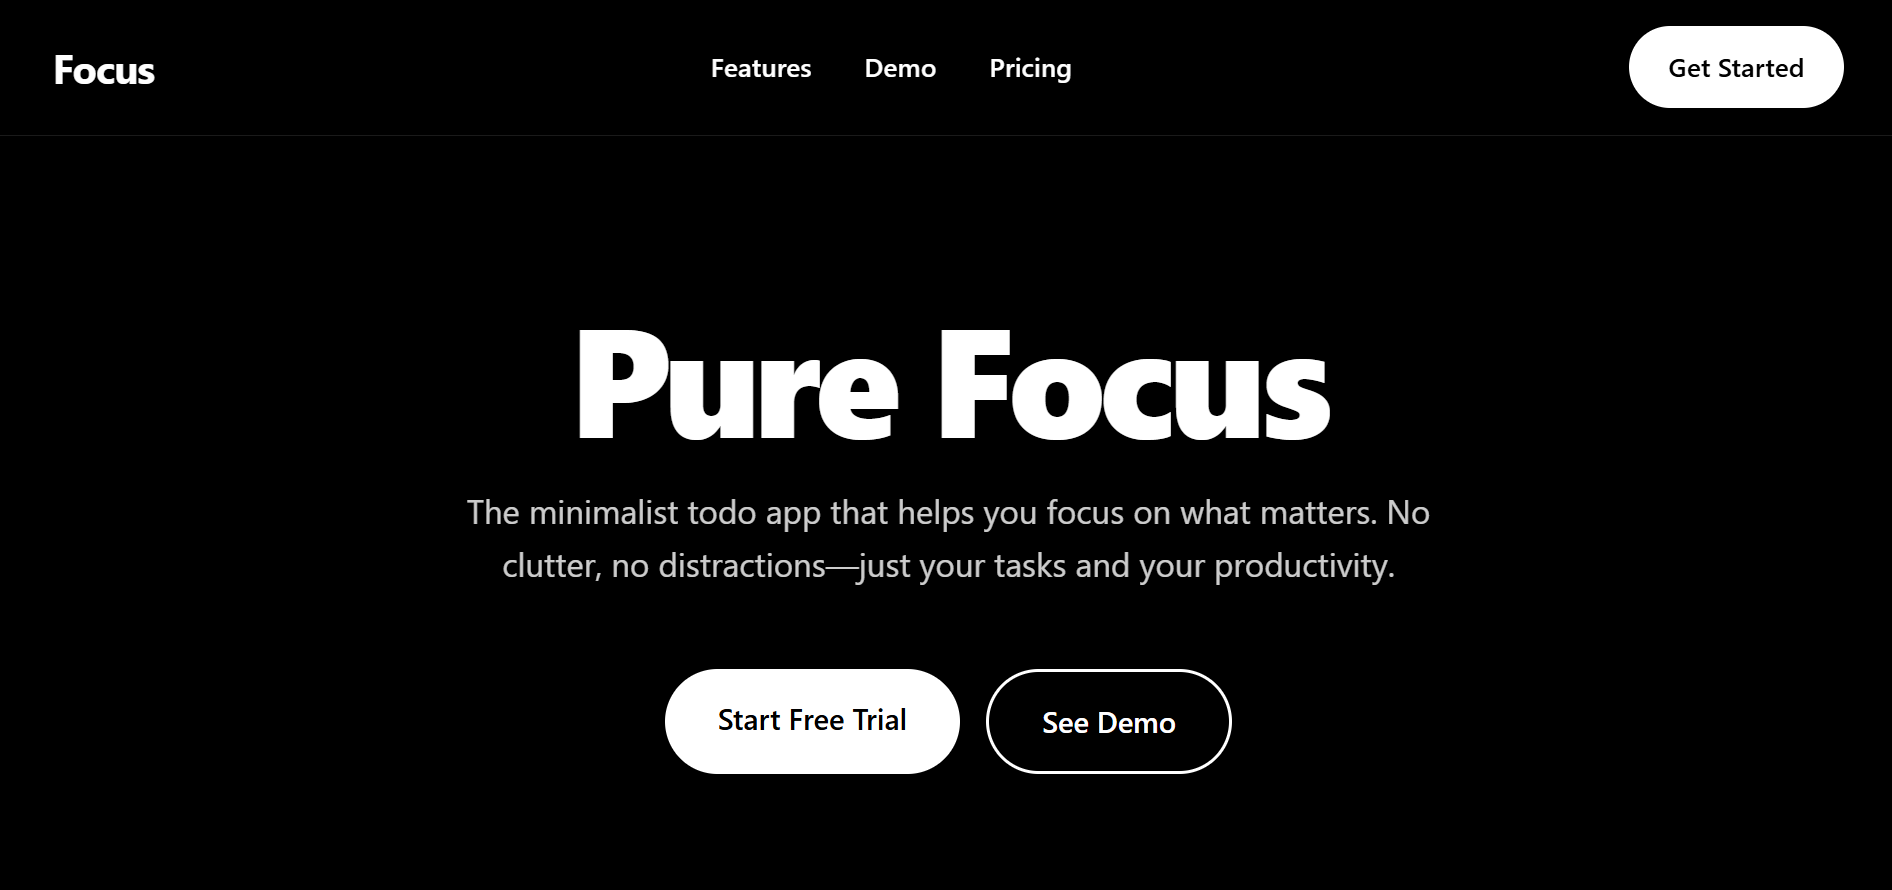 Focus
Features
Demo
Pricing
Get Started
Pure Focus
The minimalist todo app that helps you focus on what matters. No
clutter, no distractions—just your tasks and your productivity.
Start Free Trial
See Demo